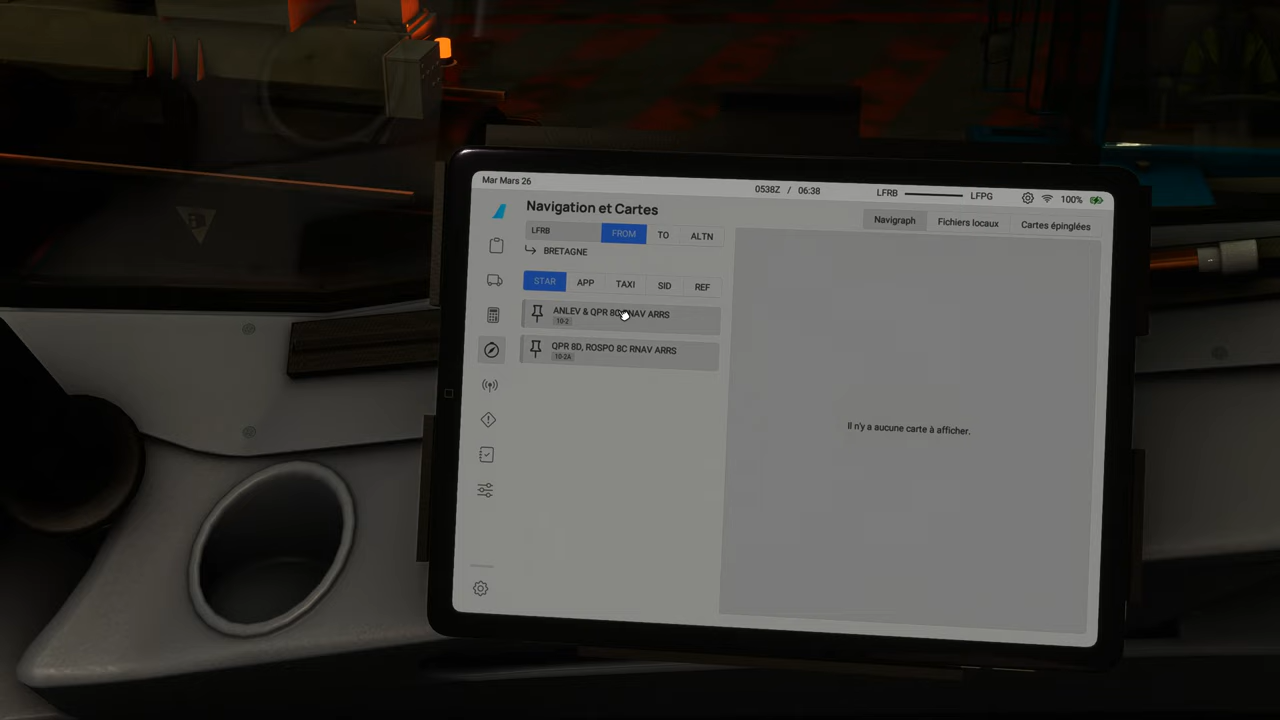 Mar Mars 26
0538Z / 06:38
LFRB
LFPG
100%
Navigation et Cartes
Navigraph
Fichiers locaux
Cartes épinglées
LFRB
FROM
TO
ALTN
BRETAGNE
STAR
APP
TAXI
SID
REF
ANLEV & QPR 8C RNAV ARRS
10-2
QPR 8D, ROSPO 8C RNAV ARRS
10-2A
Il n'y a aucune carte à afficher.